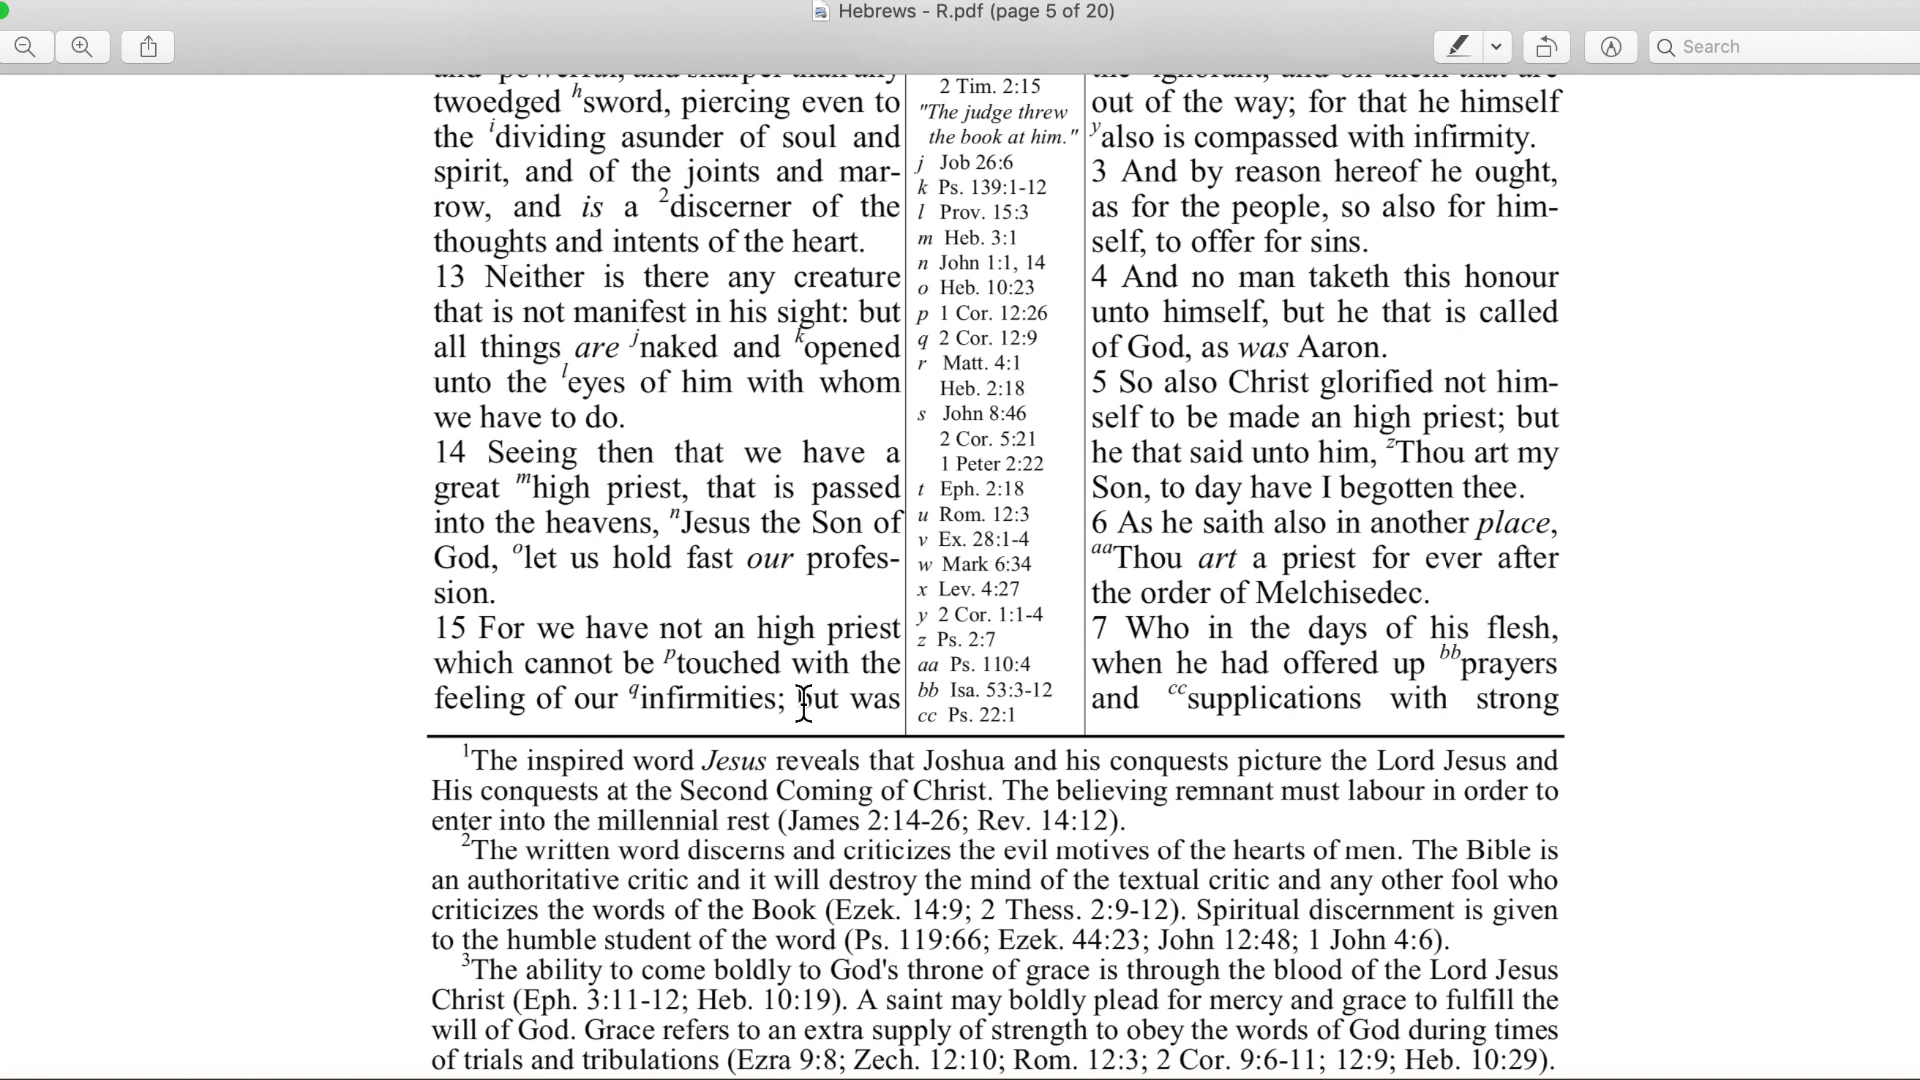 Hebrews - R.pdf (page 5 of 20)
Search
twoedged hsword, piercing even to
the idividing asunder of soul and
spirit, and of the joints and mar-
row, and is a 2discerner of the
thoughts and intents of the heart.
13 Neither is there any creature
that is not manifest in his sight: but
all things are jnaked and kopened
unto the leyes of him with whom
we have to do.
14 Seeing then that we have a
great mhigh priest, that is passed
into the heavens, nJesus the Son of
God, olet us hold fast our profes-
sion.
15 For we have not an high priest
which cannot be ptouched with the
feeling of our qinfirmities; but was
2 Tim. 2:15
"The judge threw
the book at him."
j Job 26:6
k Ps. 139:1-12
l Prov. 15:3
m Heb. 3:1
n John 1:1, 14
o Heb. 10:23
p 1 Cor. 12:26
q 2 Cor. 12:9
r Matt. 4:1
Heb. 2:18
s John 8:46
2 Cor. 5:21
1 Peter 2:22
t Eph. 2:18
u Rom. 12:3
v Ex. 28:1-4
w Mark 6:34
x Lev. 4:27
y 2 Cor. 1:1-4
z Ps. 2:7
aa Ps. 110:4
bb Isa. 53:3-12
cc Ps. 22:1
out of the way; for that he himself
yalso is compassed with infirmity.
3 And by reason hereof he ought,
as for the people, so also for him-
self, to offer for sins.
4 And no man taketh this honour
unto himself, but he that is called
of God, as was Aaron.
5 So also Christ glorified not him-
self to be made an high priest; but
he that said unto him, zThou art my
Son, to day have I begotten thee.
6 As he saith also in another place,
aaThou art a priest for ever after
the order of Melchisedec.
7 Who in the days of his flesh,
when he had offered up bbprayers
and ccsupplications with strong
1The inspired word Jesus reveals that Joshua and his conquests picture the Lord Jesus and
His conquests at the Second Coming of Christ. The believing remnant must labour in order to
enter into the millennial rest (James 2:14-26; Rev. 14:12).
2The written word discerns and criticizes the evil motives of the hearts of men. The Bible is
an authoritative critic and it will destroy the mind of the textual critic and any other fool who
criticizes the words of the Book (Ezek. 14:9; 2 Thess. 2:9-12). Spiritual discernment is given
to the humble student of the word (Ps. 119:66; Ezek. 44:23; John 12:48; 1 John 4:6).
3The ability to come boldly to God's throne of grace is through the blood of the Lord Jesus
Christ (Eph. 3:11-12; Heb. 10:19). A saint may boldly plead for mercy and grace to fulfill the
will of God. Grace refers to an extra supply of strength to obey the words of God during times
of trials and tribulations (Ezra 9:8; Zech. 12:10; Rom. 12:3; 2 Cor. 9:6-11; 12:9; Heb. 10:29).